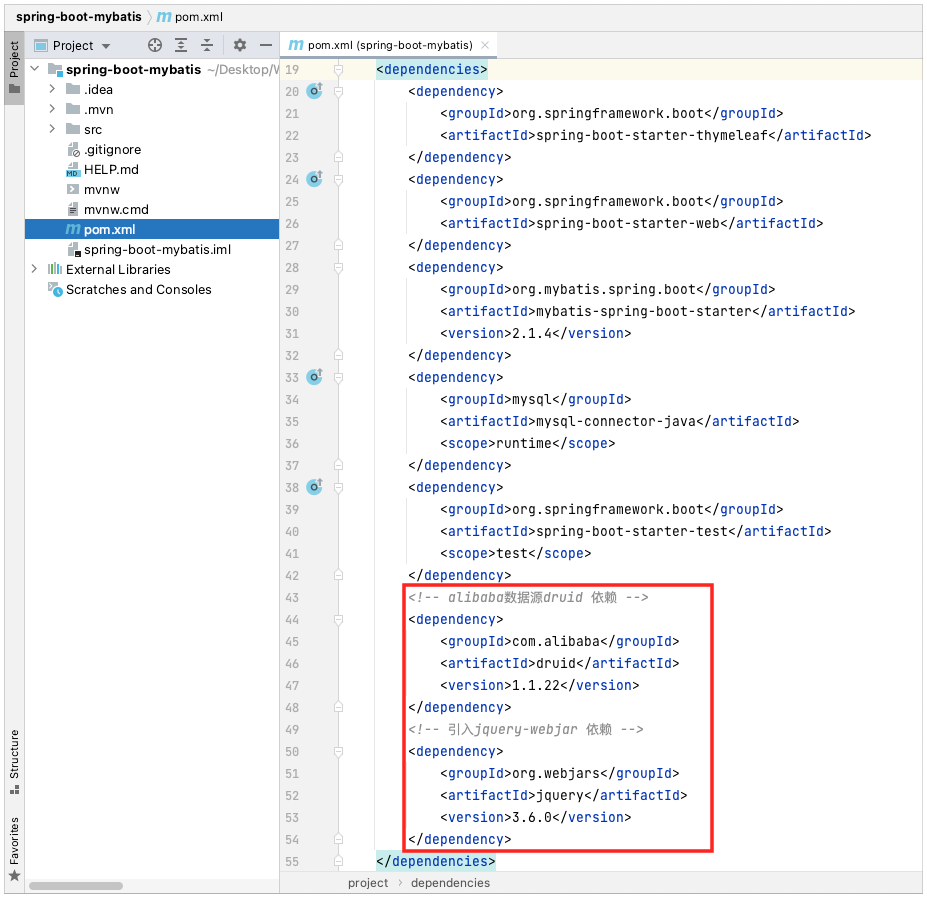 spring-boot-mybatis pom.xml
Project
Project
pom.xml (spring-boot-mybatis)
spring-boot-mybatis ~/Desktop/
.idea
.mvn
src
.gitignore
HELP.md
mvnw
mvnw.cmd
pom.xml
spring-boot-mybatis.iml
External Libraries
Scratches and Consoles
Structure
Favorites
19 <dependencies>
20 <dependency>
21 <groupId>org.springframework.boot</groupId>
22 <artifactId>spring-boot-starter-thymeleaf</artifactId>
23 </dependency>
24 <dependency>
25 <groupId>org.springframework.boot</groupId>
26 <artifactId>spring-boot-starter-web</artifactId>
27 </dependency>
28 <dependency>
29 <groupId>org.mybatis.spring.boot</groupId>
30 <artifactId>mybatis-spring-boot-starter</artifactId>
31 <version>2.1.4</version>
32 </dependency>
33 <dependency>
34 <groupId>mysql</groupId>
35 <artifactId>mysql-connector-java</artifactId>
36 <scope>runtime</scope>
37 </dependency>
38 <dependency>
39 <groupId>org.springframework.boot</groupId>
40 <artifactId>spring-boot-starter-test</artifactId>
41 <scope>test</scope>
42 </dependency>
43 <!-- alibaba数据源druid 依赖 -->
44 <dependency>
45 <groupId>com.alibaba</groupId>
46 <artifactId>druid</artifactId>
47 <version>1.1.22</version>
48 </dependency>
49 <!-- 引入jquery-webjar 依赖 -->
50 <dependency>
51 <groupId>org.webjars</groupId>
52 <artifactId>jquery</artifactId>
53 <version>3.6.0</version>
54 </dependency>
55 </dependencies>
project › dependencies